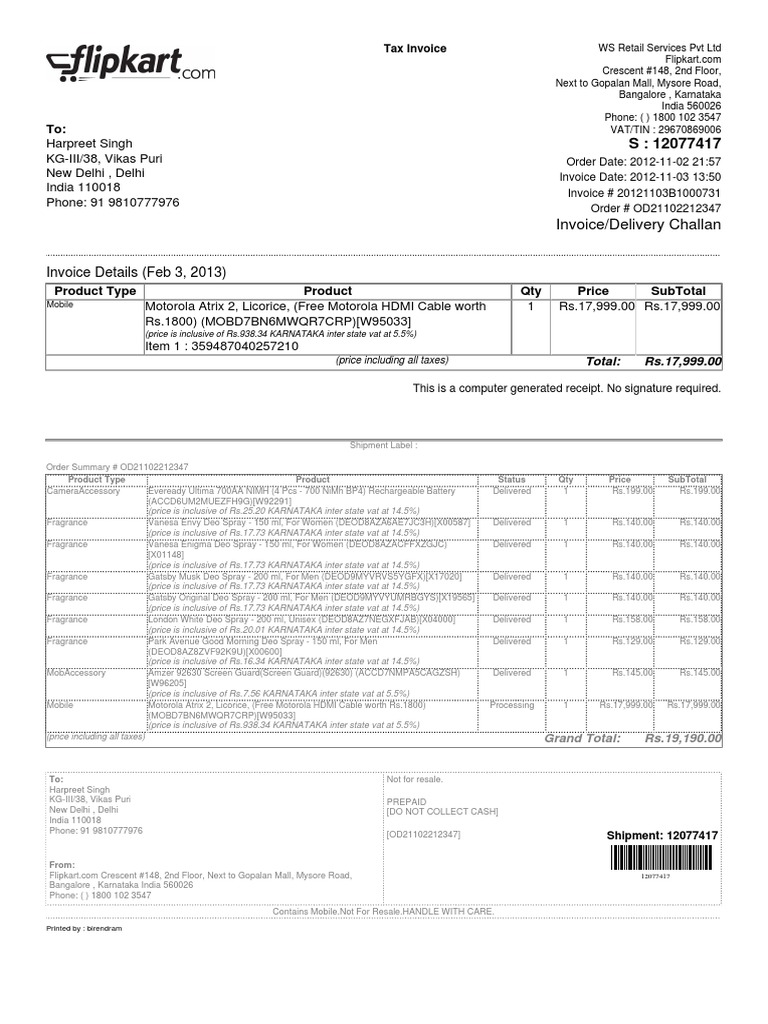 flipkart.com
Tax Invoice
WS Retail Services Pvt Ltd
Flipkart.com
Crescent #148, 2nd Floor,
Next to Gopalan Mall, Mysore Road,
Bangalore , Karnataka
India 560026
Phone: ( ) 1800 102 3547
VAT/TIN : 29670869006
S : 12077417
Order Date: 2012-11-02 21:57
Invoice Date: 2012-11-03 13:50
Invoice # 20121103B1000731
Order # OD21102212347
Invoice/Delivery Challan
To:
Harpreet Singh
KG-III/38, Vikas Puri
New Delhi , Delhi
India 110018
Phone: 91 9810777976
Invoice Details (Feb 3, 2013)
Product Type Product Qty Price SubTotal
Mobile Motorola Atrix 2, Licorice, (Free Motorola HDMI Cable worth 1 Rs.17,999.00 Rs.17,999.00
Rs.1800) (MOBD7BN6MWQR7CRP)[W95033]
(price is inclusive of Rs.938.34 KARNATAKA inter state vat at 5.5%)
Item 1 : 359487040257210
(price including all taxes) Total: Rs.17,999.00
This is a computer generated receipt. No signature required.
Shipment Label :
Order Summary # OD21102212347
Product Type Product Status Qty Price SubTotal
CameraAccessory Eveready Ultima 700AA NIMH (4 Pcs - 700 NiMh BP4) Rechargeable Battery Delivered 1 Rs.199.00 Rs.199.00
(ACCD6UM2MUEZFH9G)[W92291]
(price is inclusive of Rs.25.20 KARNATAKA inter state vat at 14.5%)
Fragrance Vanesa Envy Deo Spray - 150 ml, For Women (DEOD8AZA6AE7JC3H)[X00587] Delivered 1 Rs.140.00 Rs.140.00
(price is inclusive of Rs.17.73 KARNATAKA inter state vat at 14.5%)
Fragrance Vanesa Enigma Deo Spray - 150 ml, For Women (DEOD8AZACFFXZGJC) Delivered 1 Rs.140.00 Rs.140.00
[X01148]
(price is inclusive of Rs.17.73 KARNATAKA inter state vat at 14.5%)
Fragrance Gatsby Musk Deo Spray - 200 ml, For Men (DEOD9MYVRVS5YGFX)[X17020] Delivered 1 Rs.140.00 Rs.140.00
(price is inclusive of Rs.17.73 KARNATAKA inter state vat at 14.5%)
Fragrance Gatsby Original Deo Spray - 200 ml, For Men (DEOD9MYVYUMRBGYS)[X19565] Delivered 1 Rs.140.00 Rs.140.00
(price is inclusive of Rs.17.73 KARNATAKA inter state vat at 14.5%)
Fragrance London White Deo Spray - 200 ml, Unisex (DEOD8AZ7NEGXFJAB)[X04000] Delivered 1 Rs.158.00 Rs.158.00
(price is inclusive of Rs.20.01 KARNATAKA inter state vat at 14.5%)
Fragrance Park Avenue Good Morning Deo Spray - 150 ml, For Men Delivered 1 Rs.129.00 Rs.129.00
(DEOD8AZ8ZVF92K9U)[X00600]
(price is inclusive of Rs.16.34 KARNATAKA inter state vat at 14.5%)
MobAccessory Amzer 92630 Screen Guard(Screen Guard)(92630) (ACCD7NMPA5CAGZSH) Delivered 1 Rs.145.00 Rs.145.00
[W96205]
(price is inclusive of Rs.7.56 KARNATAKA inter state vat at 5.5%)
Mobile Motorola Atrix 2, Licorice, (Free Motorola HDMI Cable worth Rs.1800) Processing 1 Rs.17,999.00 Rs.17,999.00
(MOBD7BN6MWQR7CRP)[W95033]
(price is inclusive of Rs.938.34 KARNATAKA inter state vat at 5.5%)
(price including all taxes) Grand Total: Rs.19,190.00
To:
Harpreet Singh
KG-III/38, Vikas Puri
New Delhi , Delhi
India 110018
Phone: 91 9810777976
From:
Flipkart.com Crescent #148, 2nd Floor, Next to Gopalan Mall, Mysore Road,
Bangalore , Karnataka India 560026
Phone: ( ) 1800 102 3547
Not for resale.
PREPAID
[DO NOT COLLECT CASH]
[OD21102212347]
Shipment: 12077417
12077417
Contains Mobile.Not For Resale.HANDLE WITH CARE.
Printed by : birendram